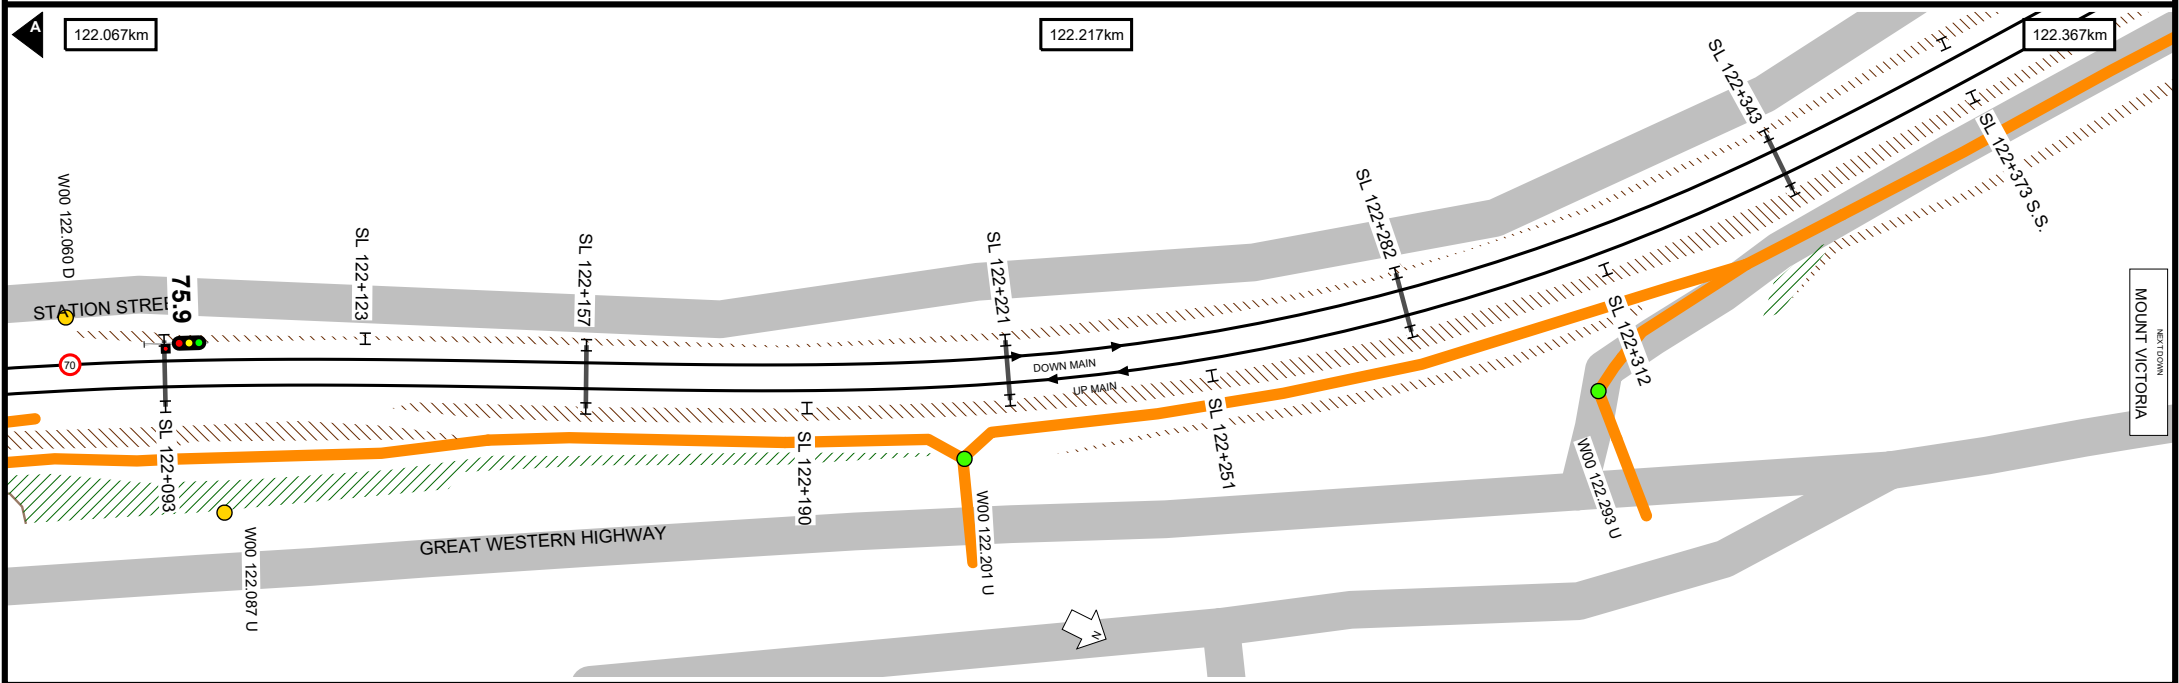 A
122.067km
122.217km
122.367km
SL 122+343
SL 122+373 S.S.
W00 122.060 D
STATION STREE
75.9
SL 122+123
SL 122+157
SL 122+221
SL 122+282
70
DOWN MAIN
UP MAIN
SL 122+312
MOUNT VICTORIA
NEXT DOWN
SL 122+093
SL 122+190
SL 122+251
W00 122.087 U
W00 122.201 U
W00 122.293 U
GREAT WESTERN HIGHWAY
N